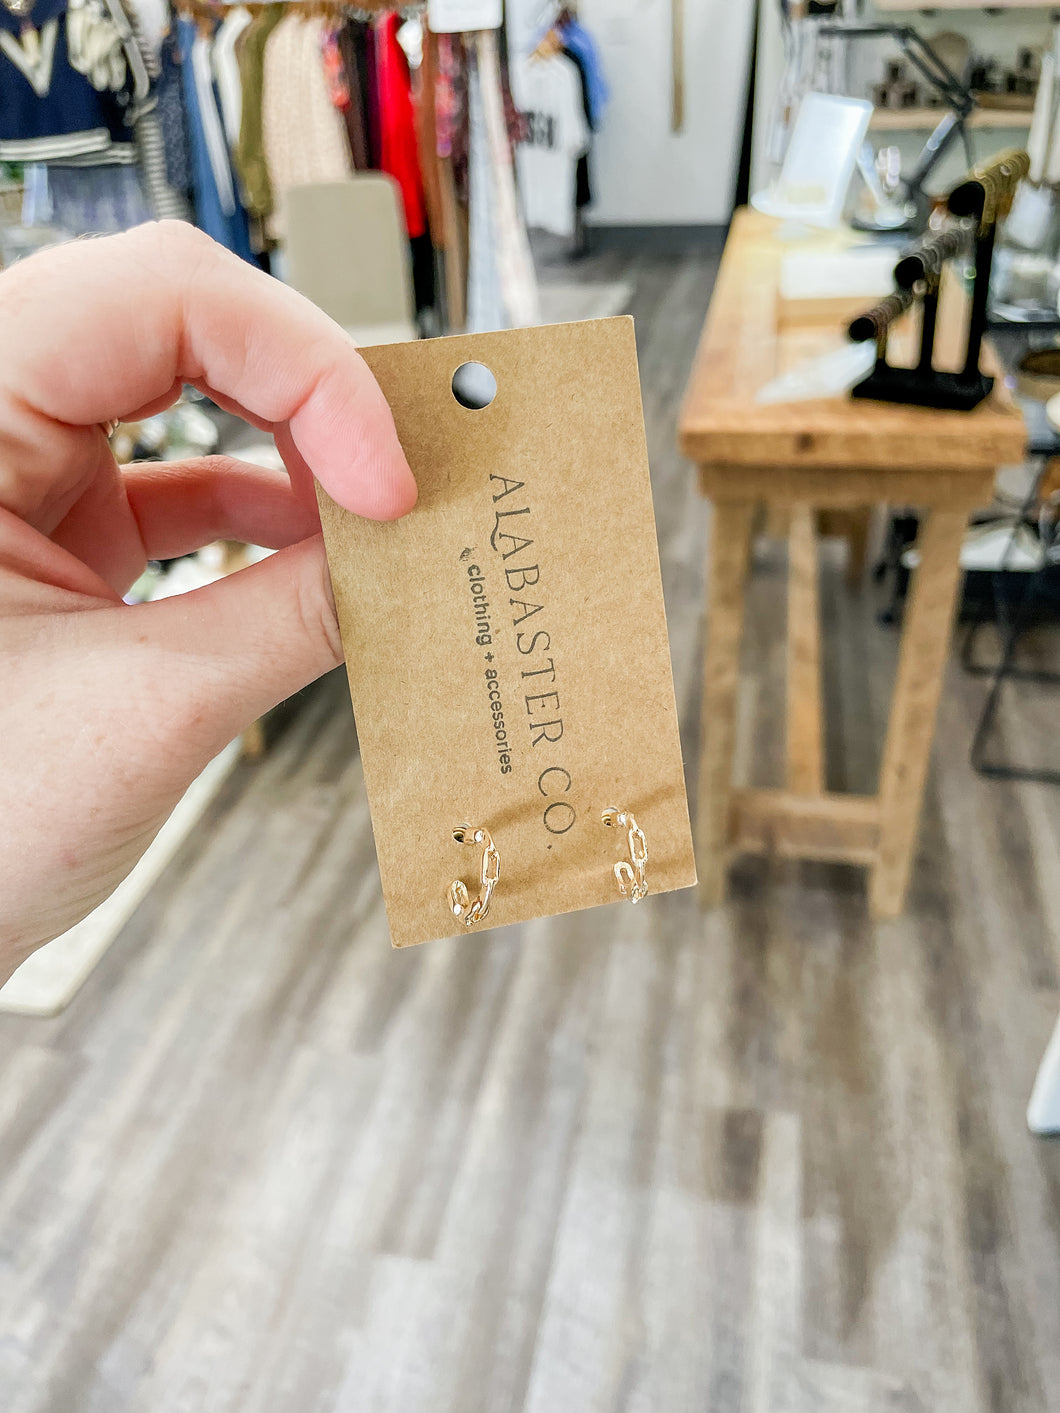 ALABASTER CO.
clothing + accessories